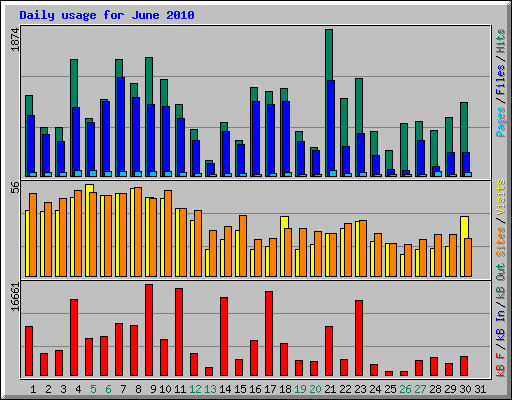 Daily usage for June 2010
1874
Pages / Files / Hits
56
Sites / Visits
16661
kB F / kB In / kB Out
1 2 3 4 5 6 7 8 9 10 11 12 13 14 15 16 17 18 19 20 21 22 23 24 25 26 27 28 29 30 31